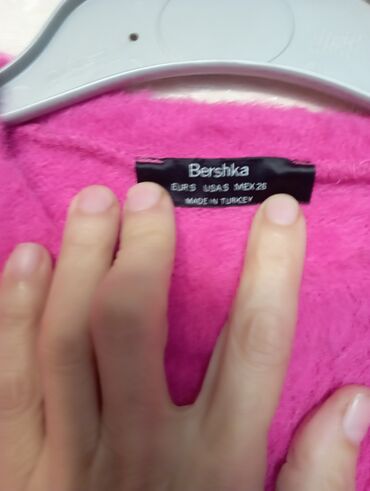 Bershka
EUR S USA S MEX 26
MADE IN TURKEY